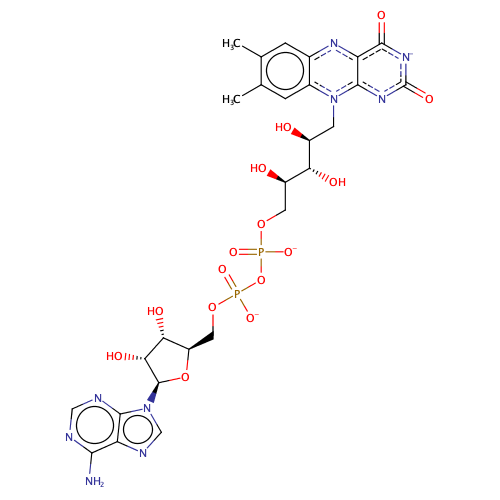 O
H₃C N N⁻
H₃C N N O
HO
HO OH
O
O P O⁻
O O
O P
HO O⁻
HO O
N N
N N
NH₂